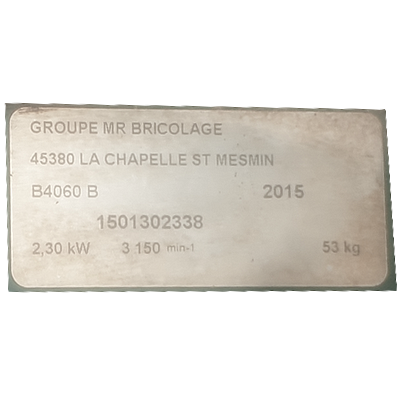 GROUPE MR BRICOLAGE
45380 LA CHAPELLE ST MESMIN
B4060 B 2015
1501302338
2,30 kW 3 150 min-1 53 kg